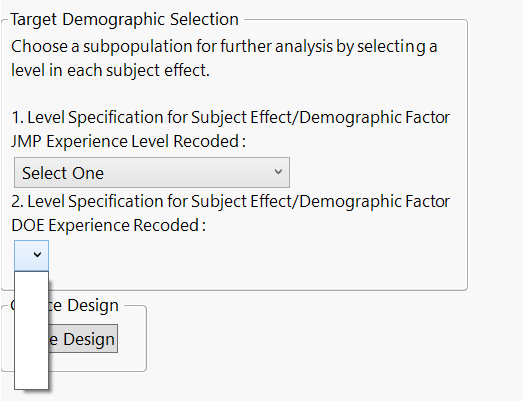 Target Demographic Selection
Choose a subpopulation for further analysis by selecting a
level in each subject effect.
1. Level Specification for Subject Effect/Demographic Factor
JMP Experience Level Recoded :
Select One
2. Level Specification for Subject Effect/Demographic Factor
DOE Experience Recoded :
Design
Design